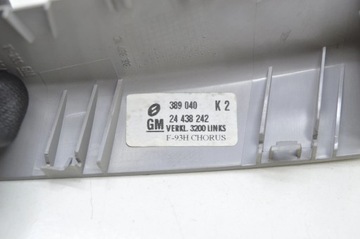 389 040 K 2
GM 24 438 242
VERKL. 3200 LINKS
F-93H CHORUS